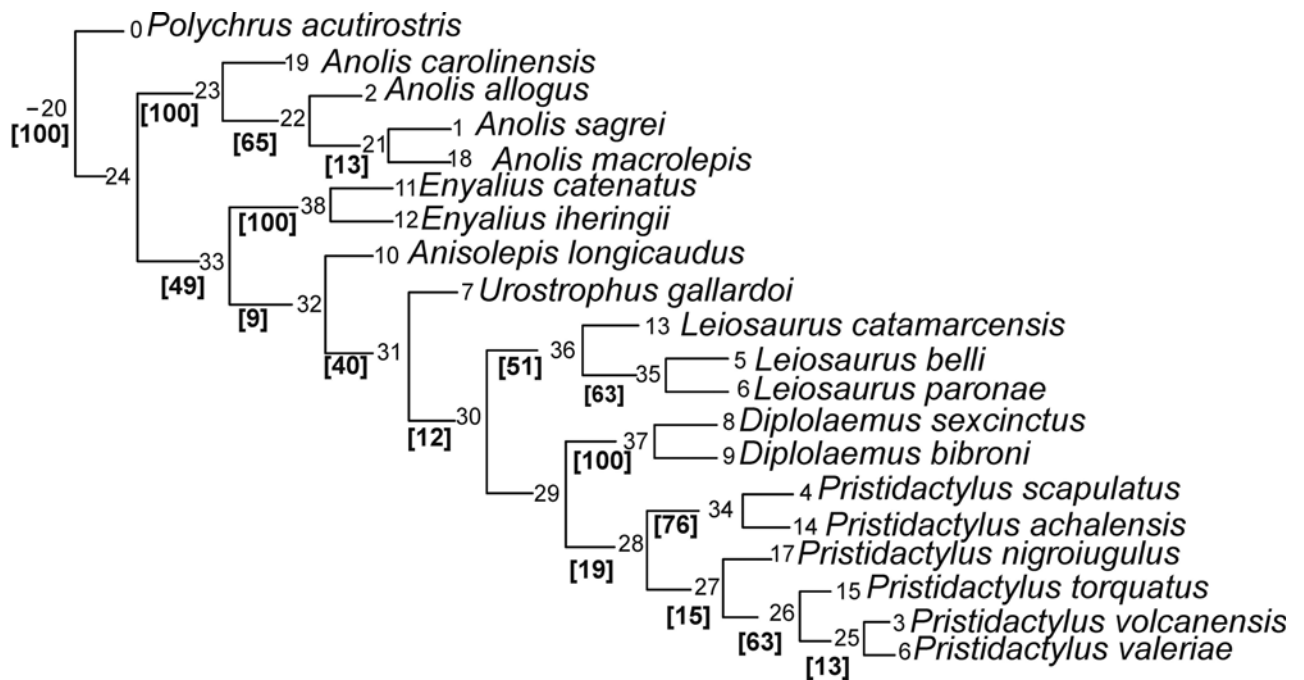 0 Polychrus acutirostris
19 Anolis carolinensis
–20 23 2 Anolis allogus
[100] [100] 22 1 Anolis sagrei
[65] 21
[13] 18 Anolis macrolepis
24 11 Enyalius catenatus
38
[100] 12 Enyalius iheringii
33 10 Anisolepis longicaudus
[49]
32 7 Urostrophus gallardoi
[9]
13 Leiosaurus catamarcensis
31 36
[40] [51] 5 Leiosaurus belli
35
[63] 6 Leiosaurus paronae
30 8 Diplolaemus sexcinctus
[12] 37
[100] 9 Diplolaemus bibroni
29 4 Pristidactylus scapulatus
34
[76] 14 Pristidactylus achalensis
28 17 Pristidactylus nigroiugulus
[19]
27 15 Pristidactylus torquatus
[15] 26 3 Pristidactylus volcanensis
[63] 25
6 Pristidactylus valeriae
[13]